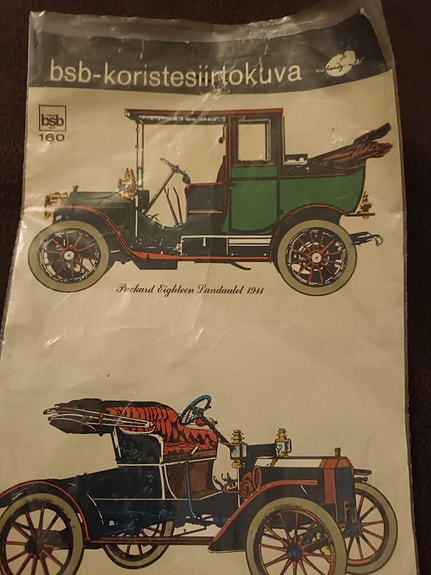 bsb-koristesiirtokuva
bsb
160
Packard Eighteen Landaulet 1911